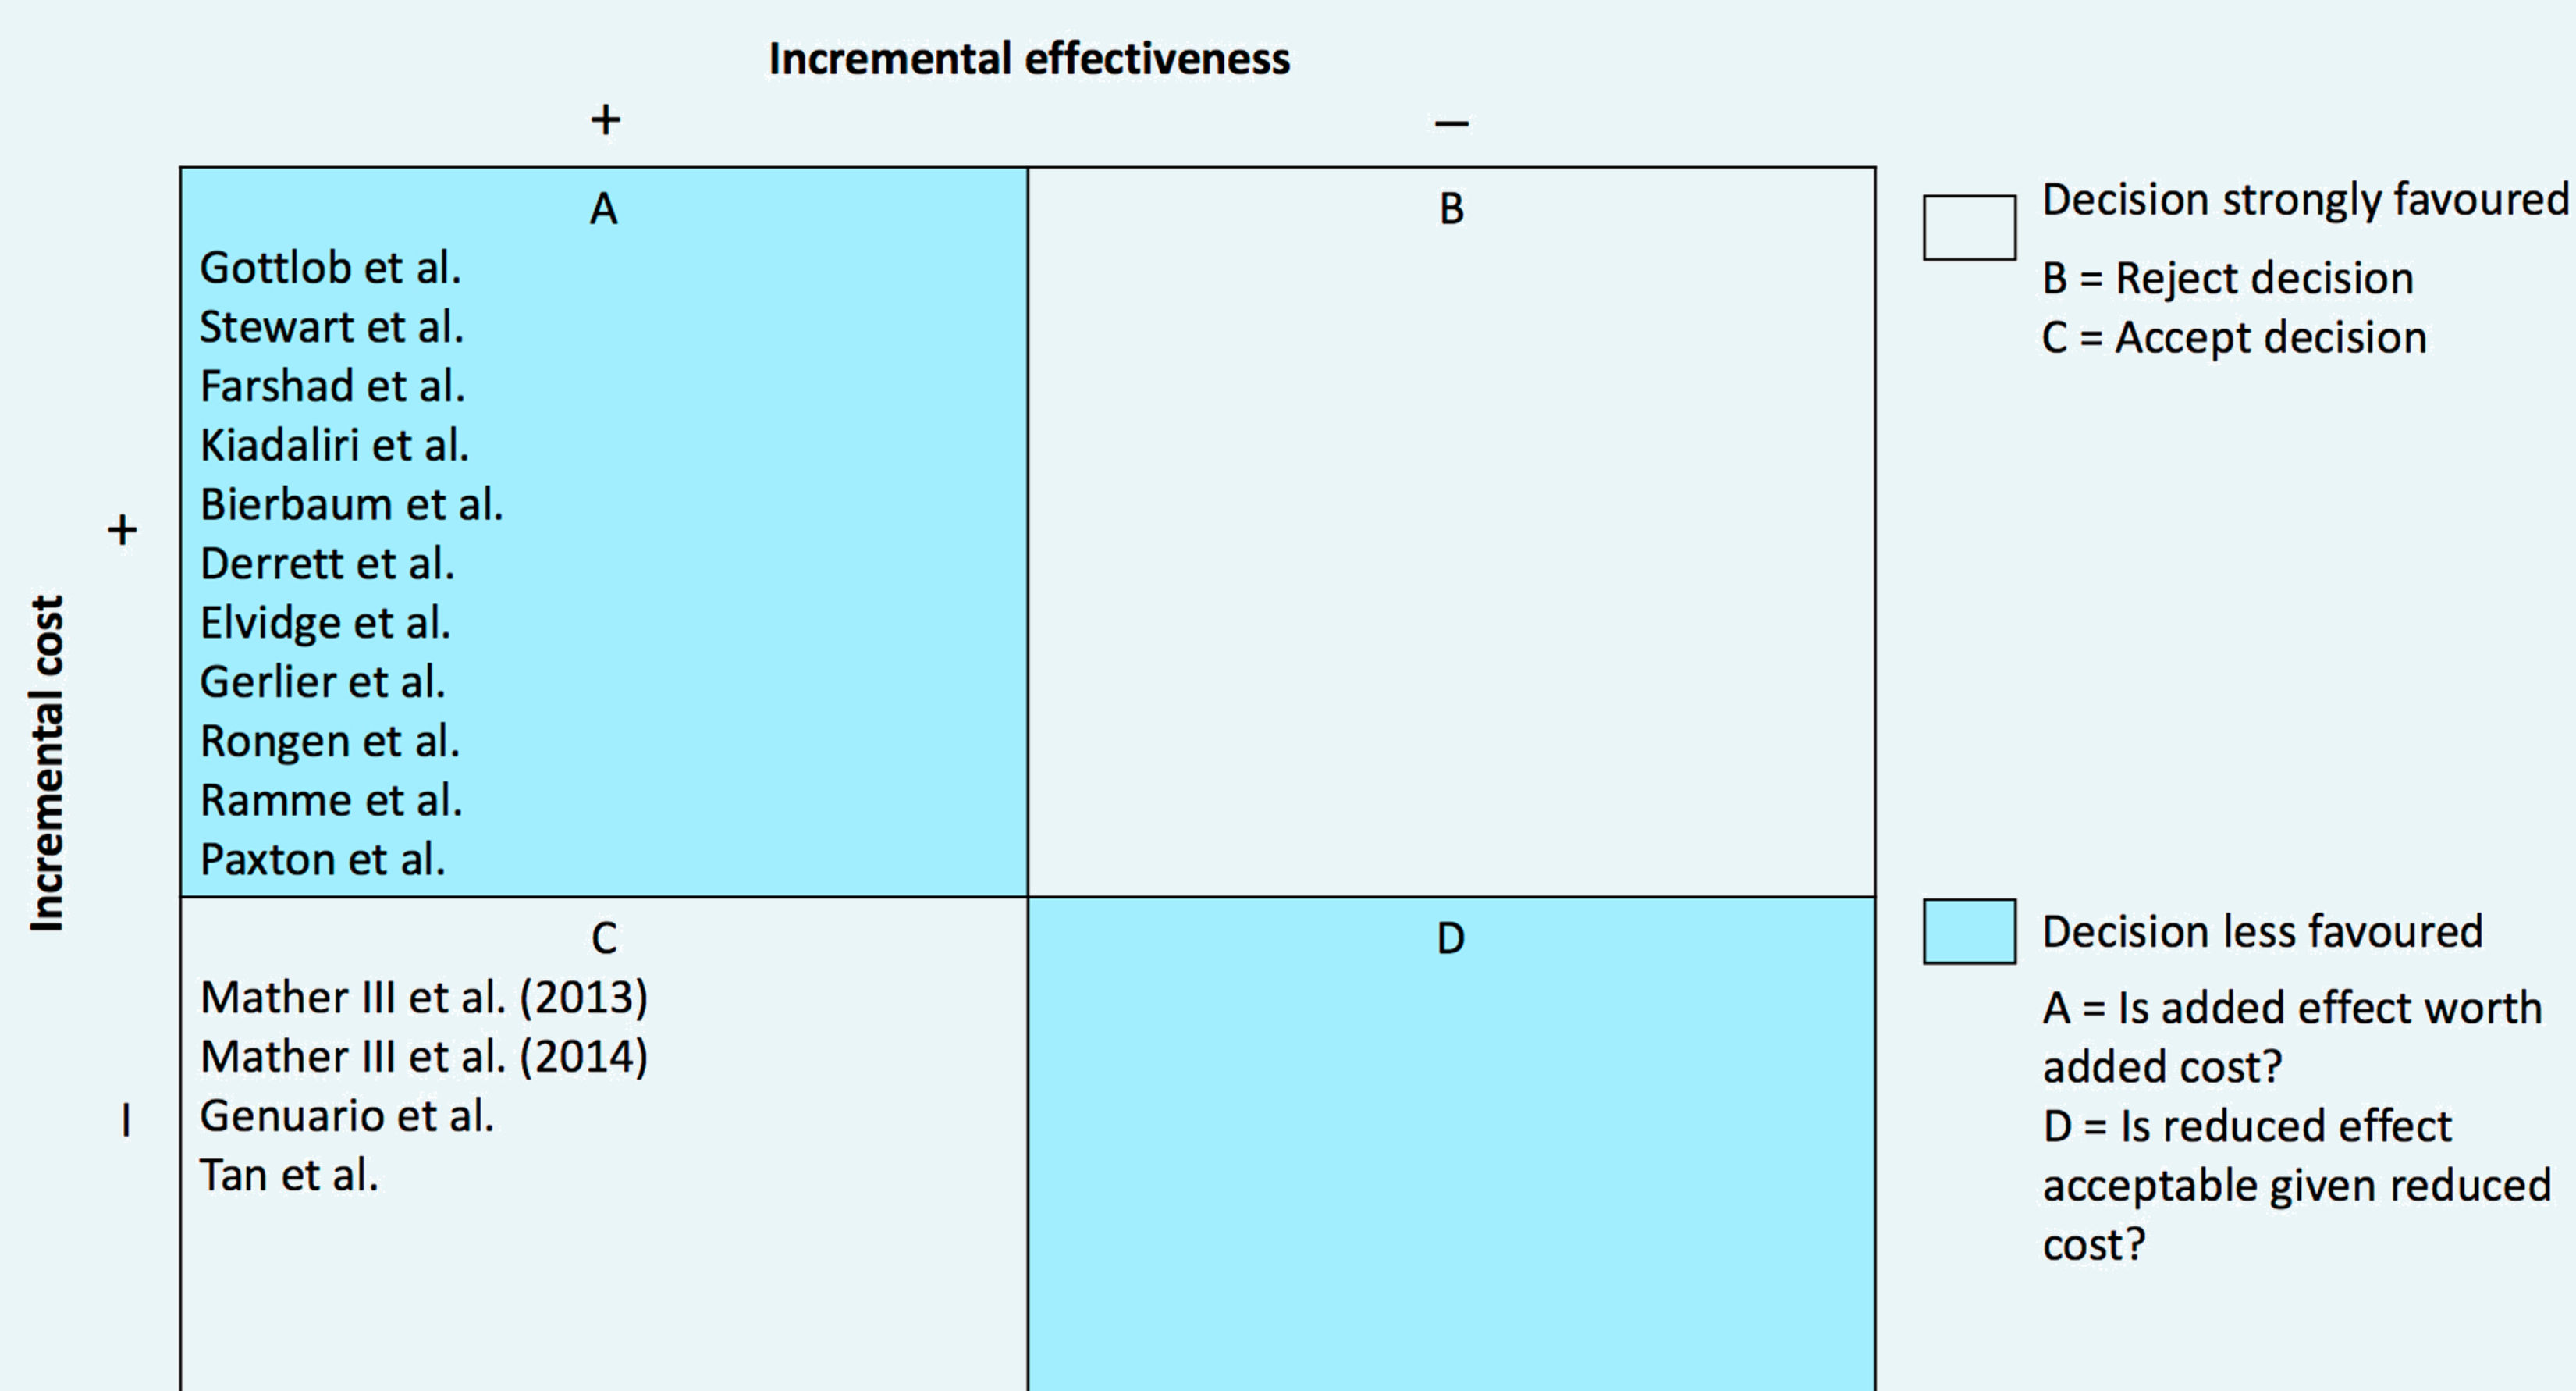 Incremental effectiveness
+
–
A
Gottlob et al.
Stewart et al.
Farshad et al.
Kiadaliri et al.
Bierbaum et al.
Derrett et al.
Elvidge et al.
Gerlier et al.
Rongen et al.
Ramme et al.
Paxton et al.
B
Incremental cost
+
–
C
Mather III et al. (2013)
Mather III et al. (2014)
Genuario et al.
Tan et al.
D
Decision strongly favoured
B = Reject decision
C = Accept decision
Decision less favoured
A = Is added effect worth
added cost?
D = Is reduced effect
acceptable given reduced
cost?